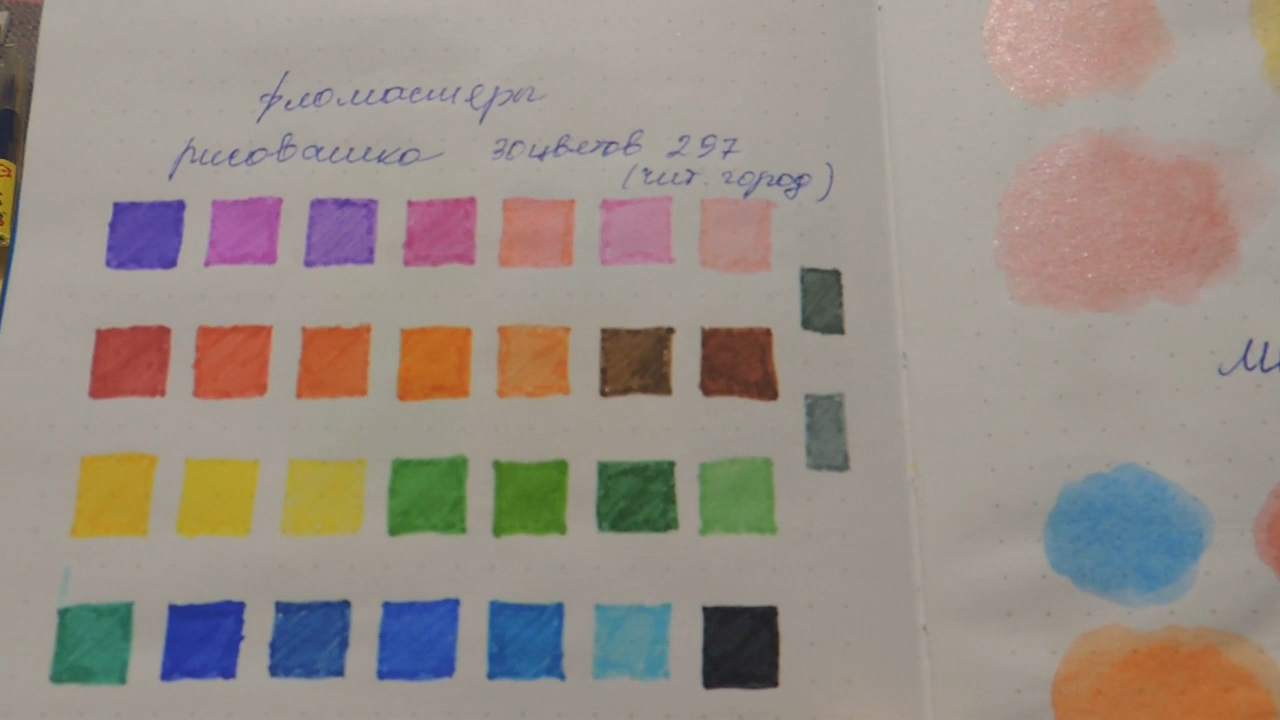 фломастеры
рисовашка 30цветов 297
(чит. город)